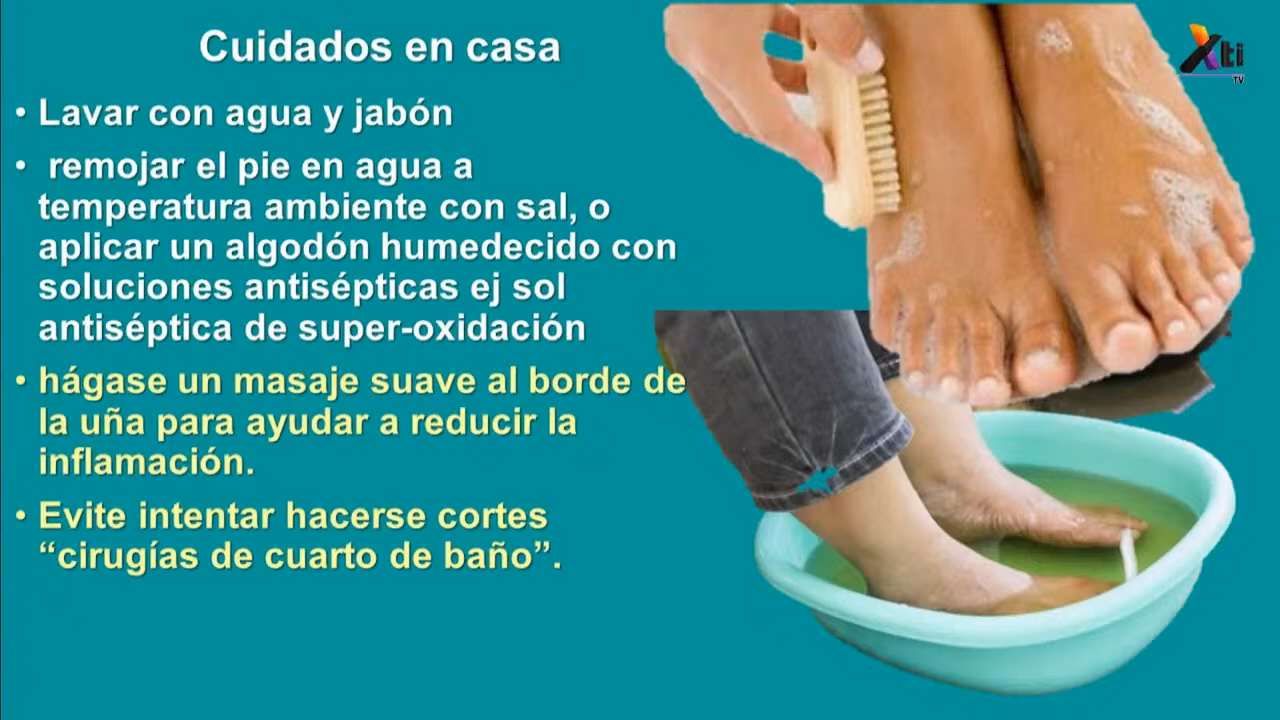 Cuidados en casa
Xti
TV
• Lavar con agua y jabón
• remojar el pie en agua a
temperatura ambiente con sal, o
aplicar un algodón humedecido con
soluciones antisépticas ej sol
antiséptica de super-oxidación
• hágase un masaje suave al borde de
la uña para ayudar a reducir la
inflamación.
• Evite intentar hacerse cortes
“cirugías de cuarto de baño”.